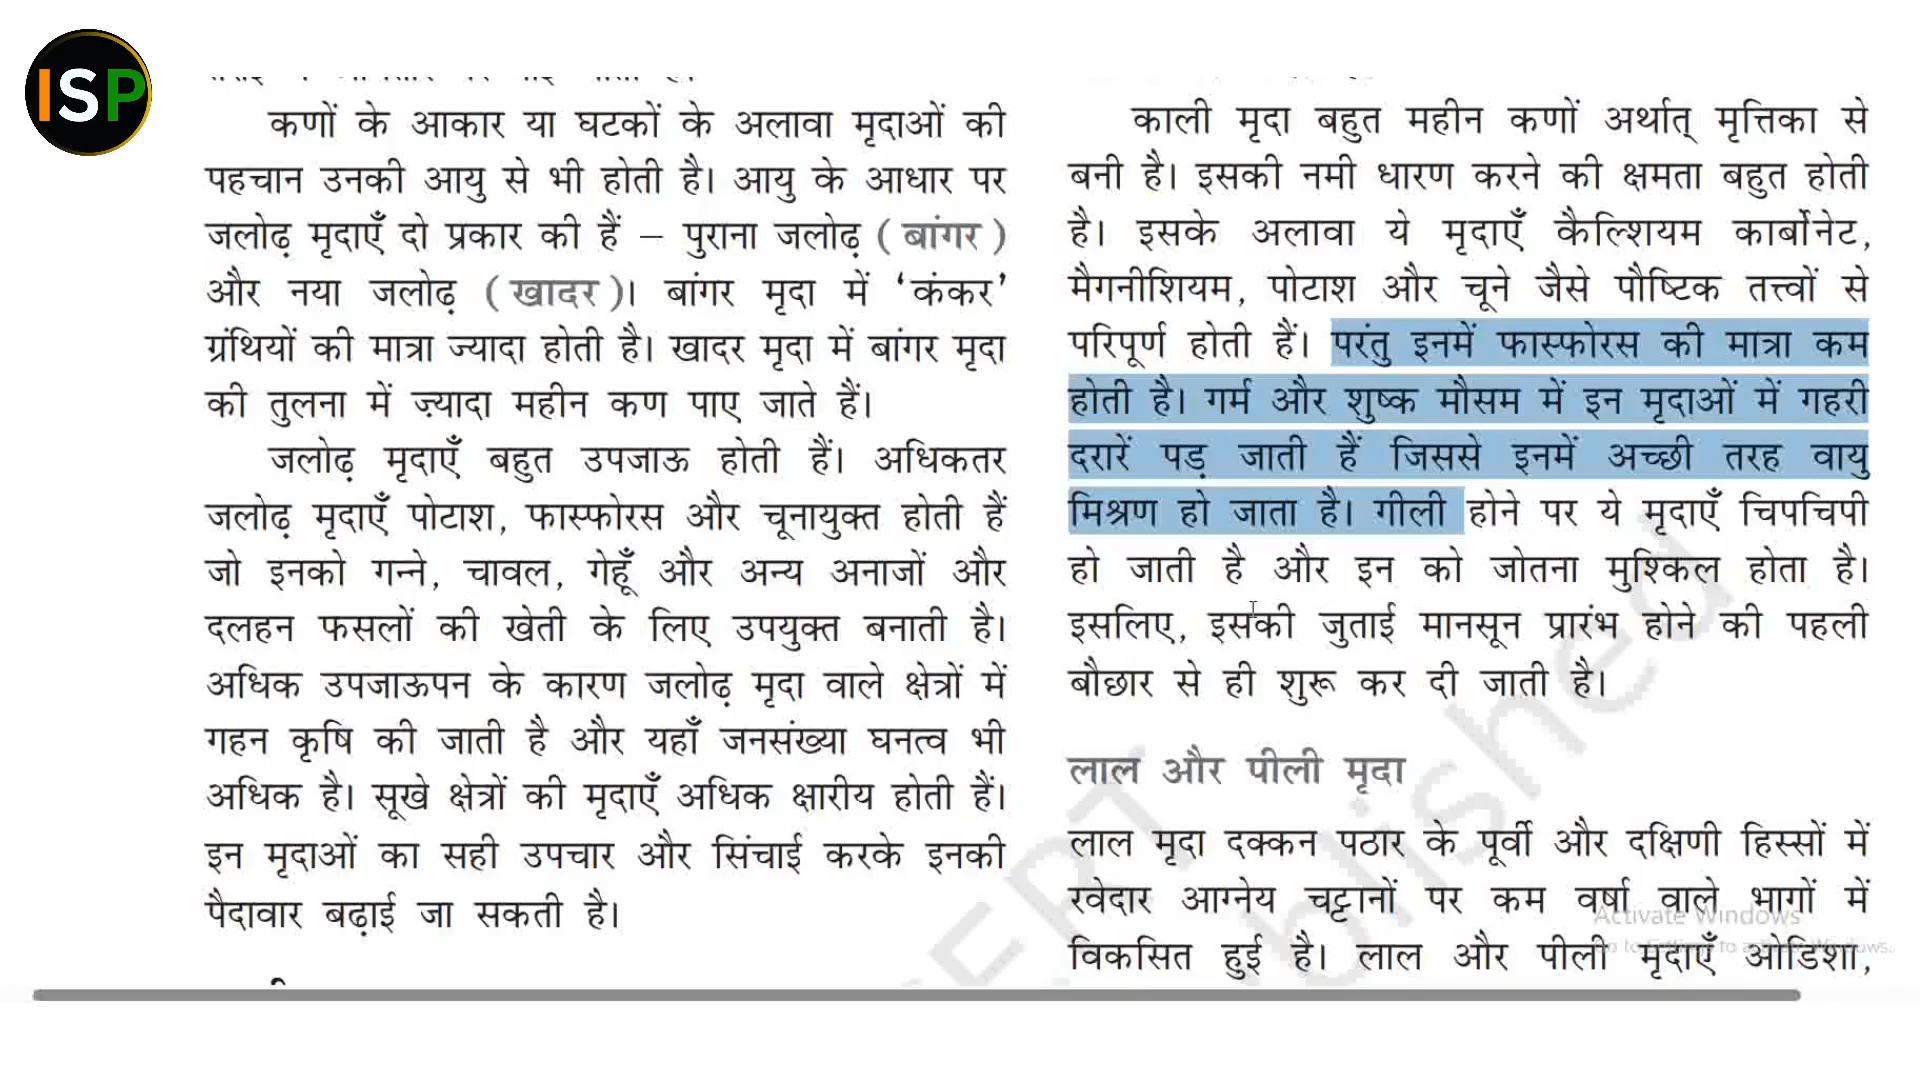 ISP
कणों के आकार या घटकों के अलावा मृदाओं की
पहचान उनकी आयु से भी होती है। आयु के आधार पर
जलोढ़ मृदाएँ दो प्रकार की हैं – पुराना जलोढ़ (बांगर)
और नया जलोढ़ (खादर)। बांगर मृदा में ‘कंकर’
ग्रंथियों की मात्रा ज्यादा होती है। खादर मृदा में बांगर मृदा
की तुलना में ज़्यादा महीन कण पाए जाते हैं।
जलोढ़ मृदाएँ बहुत उपजाऊ होती हैं। अधिकतर
जलोढ़ मृदाएँ पोटाश, फास्फोरस और चूनायुक्त होती हैं
जो इनको गन्ने, चावल, गेहूँ और अन्य अनाजों और
दलहन फसलों की खेती के लिए उपयुक्त बनाती है।
अधिक उपजाऊपन के कारण जलोढ़ मृदा वाले क्षेत्रों में
गहन कृषि की जाती है और यहाँ जनसंख्या घनत्व भी
अधिक है। सूखे क्षेत्रों की मृदाएँ अधिक क्षारीय होती हैं।
इन मृदाओं का सही उपचार और सिंचाई करके इनकी
पैदावार बढ़ाई जा सकती है।
काली मृदा बहुत महीन कणों अर्थात् मृत्तिका से
बनी है। इसकी नमी धारण करने की क्षमता बहुत होती
है। इसके अलावा ये मृदाएँ कैल्शियम कार्बोनेट,
मैगनीशियम, पोटाश और चूने जैसे पौष्टिक तत्त्वों से
परिपूर्ण होती हैं। परंतु इनमें फास्फोरस की मात्रा कम
होती है। गर्म और शुष्क मौसम में इन मृदाओं में गहरी
दरारें पड़ जाती हैं जिससे इनमें अच्छी तरह वायु
मिश्रण हो जाता है। गीली होने पर ये मृदाएँ चिपचिपी
हो जाती है और इन को जोतना मुश्किल होता है।
इसलिए, इसकी जुताई मानसून प्रारंभ होने की पहली
बौछार से ही शुरू कर दी जाती है।
लाल और पीली मृदा
लाल मृदा दक्कन पठार के पूर्वी और दक्षिणी हिस्सों में
रवेदार आग्नेय चट्टानों पर कम वर्षा वाले भागों में
विकसित हुई है। लाल और पीली मृदाएँ ओडिशा,
Activate Windows